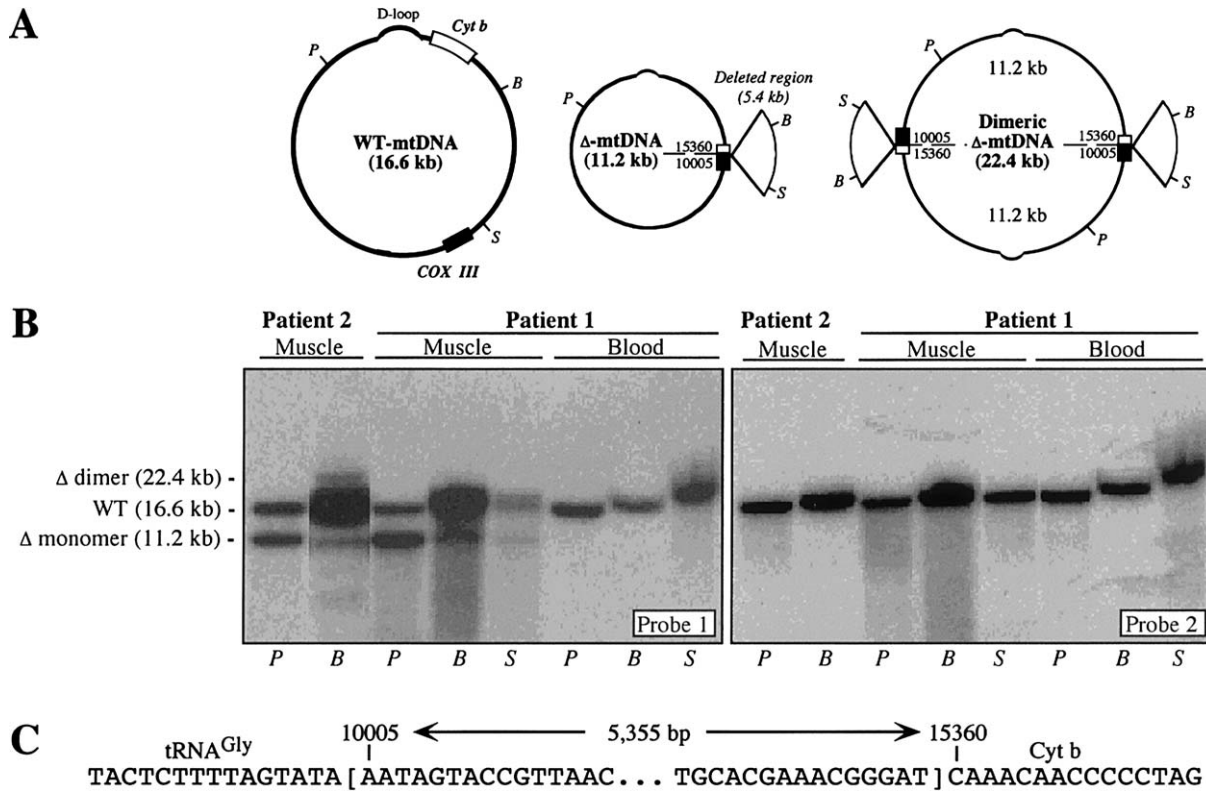 A
D-loop
Cyt b
P
B
WT-mtDNA
(16.6 kb)
S
COX III
P
Deleted region
(5.4 kb)
B
Δ-mtDNA
(11.2 kb)
15360
10005
S
P
11.2 kb
S
B
10005
15360
Dimeric
Δ-mtDNA
(22.4 kb)
15360
10005
B
S
11.2 kb
P
B
Patient 2 Patient 1 Patient 2 Patient 1
Muscle Muscle Blood Muscle Muscle Blood
Δ dimer (22.4 kb) -
WT (16.6 kb) -
Δ monomer (11.2 kb) -
Probe 1 Probe 2
P B P B S P B S P B P B S P B S
C
10005 5,355 bp 15360
tRNAGly Cyt b
TACTCTTTTAGTATA[AATAGTACCGTTAAC...TGCACGAAACGGGAT]CAAACAACCCCCTAG